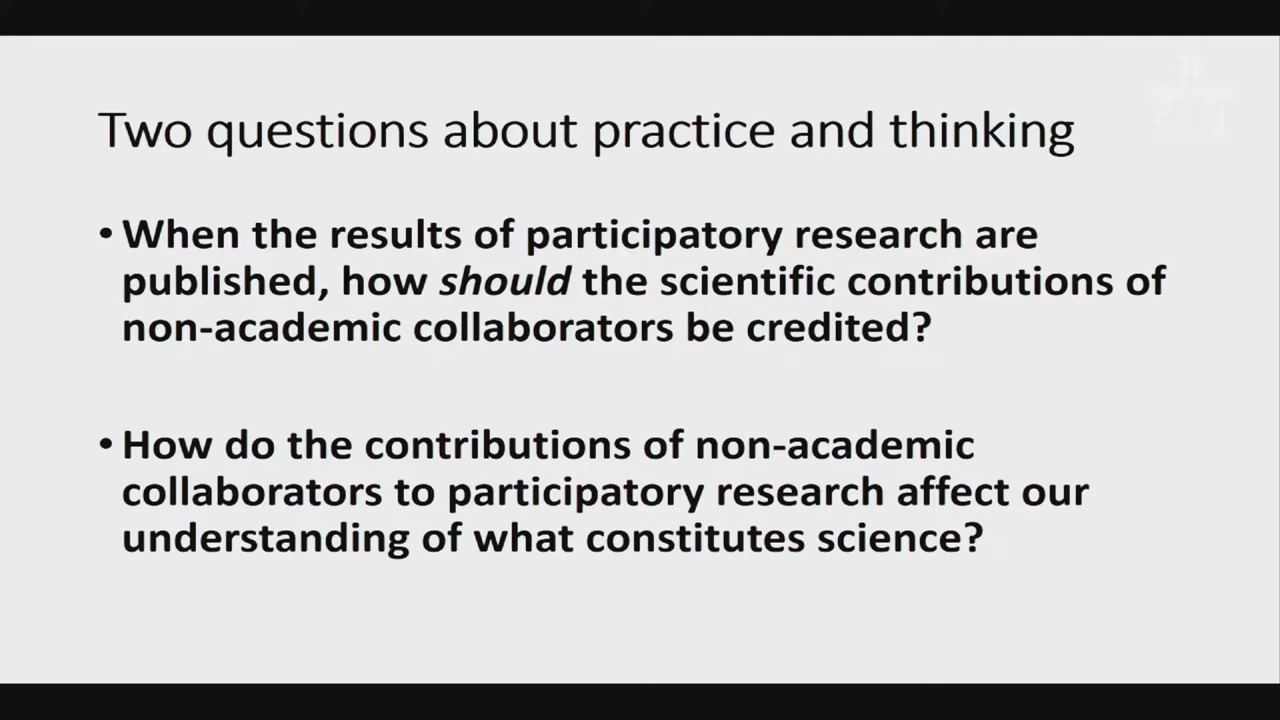 Two questions about practice and thinking
• When the results of participatory research are
published, how should the scientific contributions of
non-academic collaborators be credited?
• How do the contributions of non-academic
collaborators to participatory research affect our
understanding of what constitutes science?